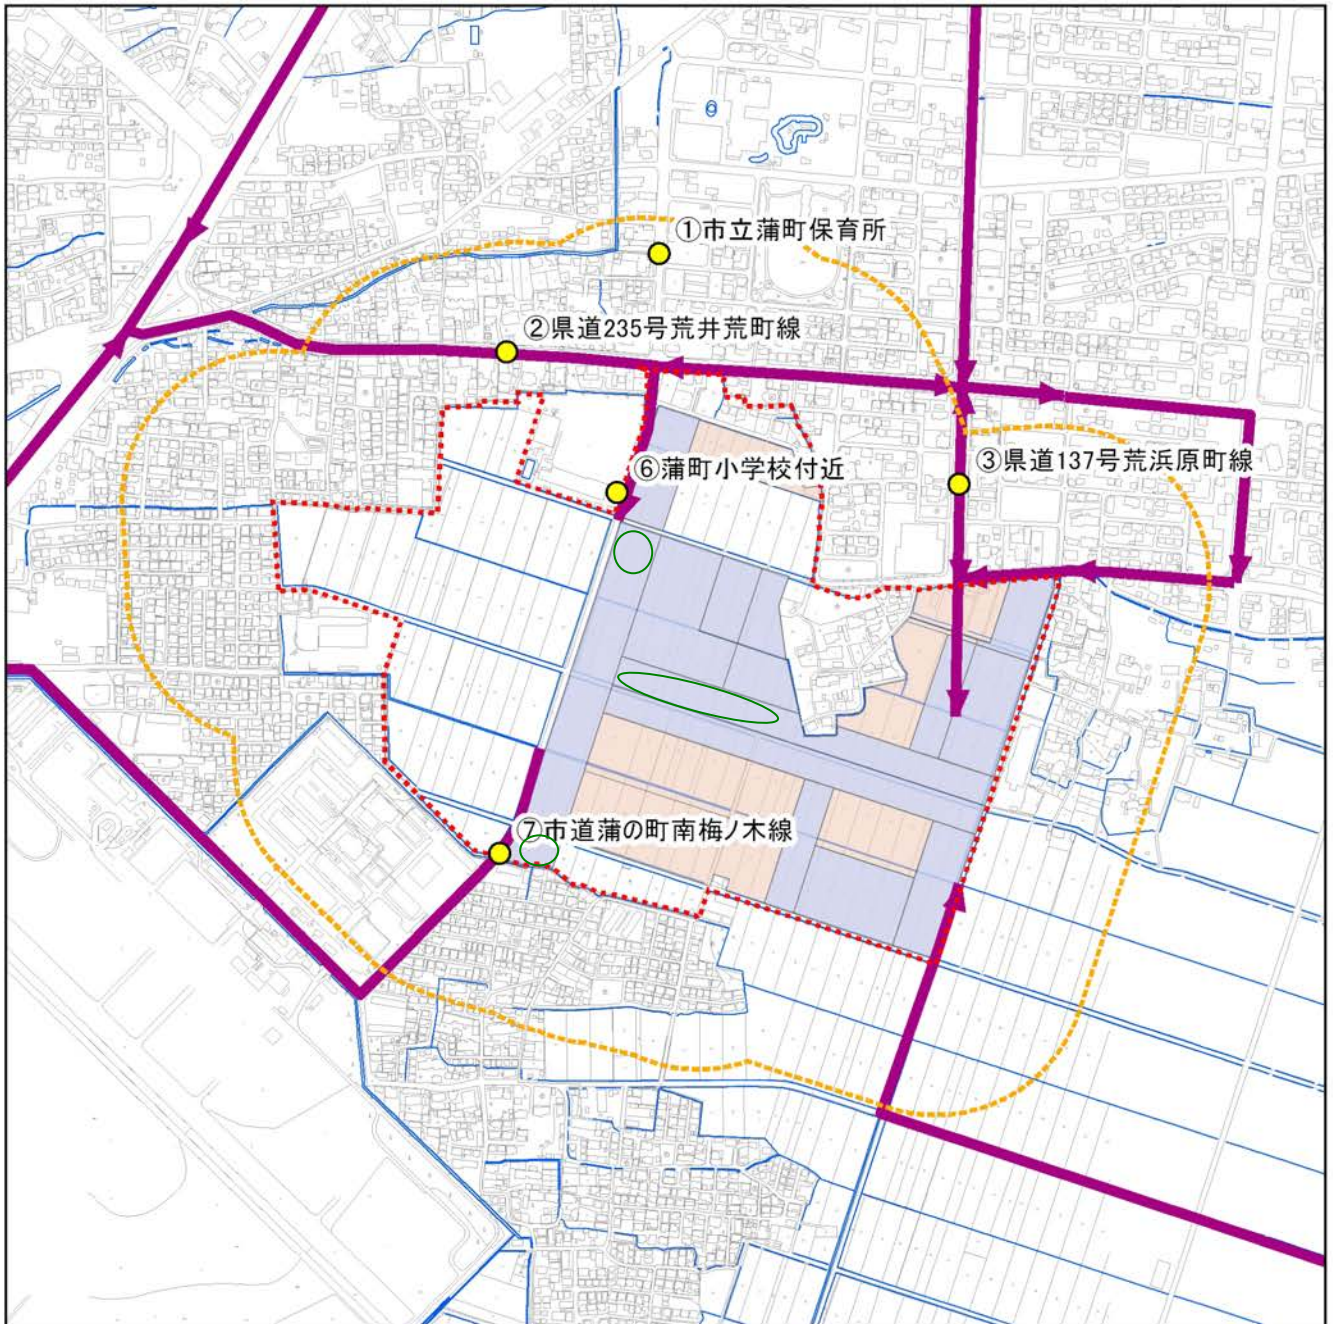 ①市立蒲町保育所
②県道235号荒井荒町線
③県道137号荒浜原町線
⑥蒲町小学校付近
⑦市道蒲の町南梅ノ木線